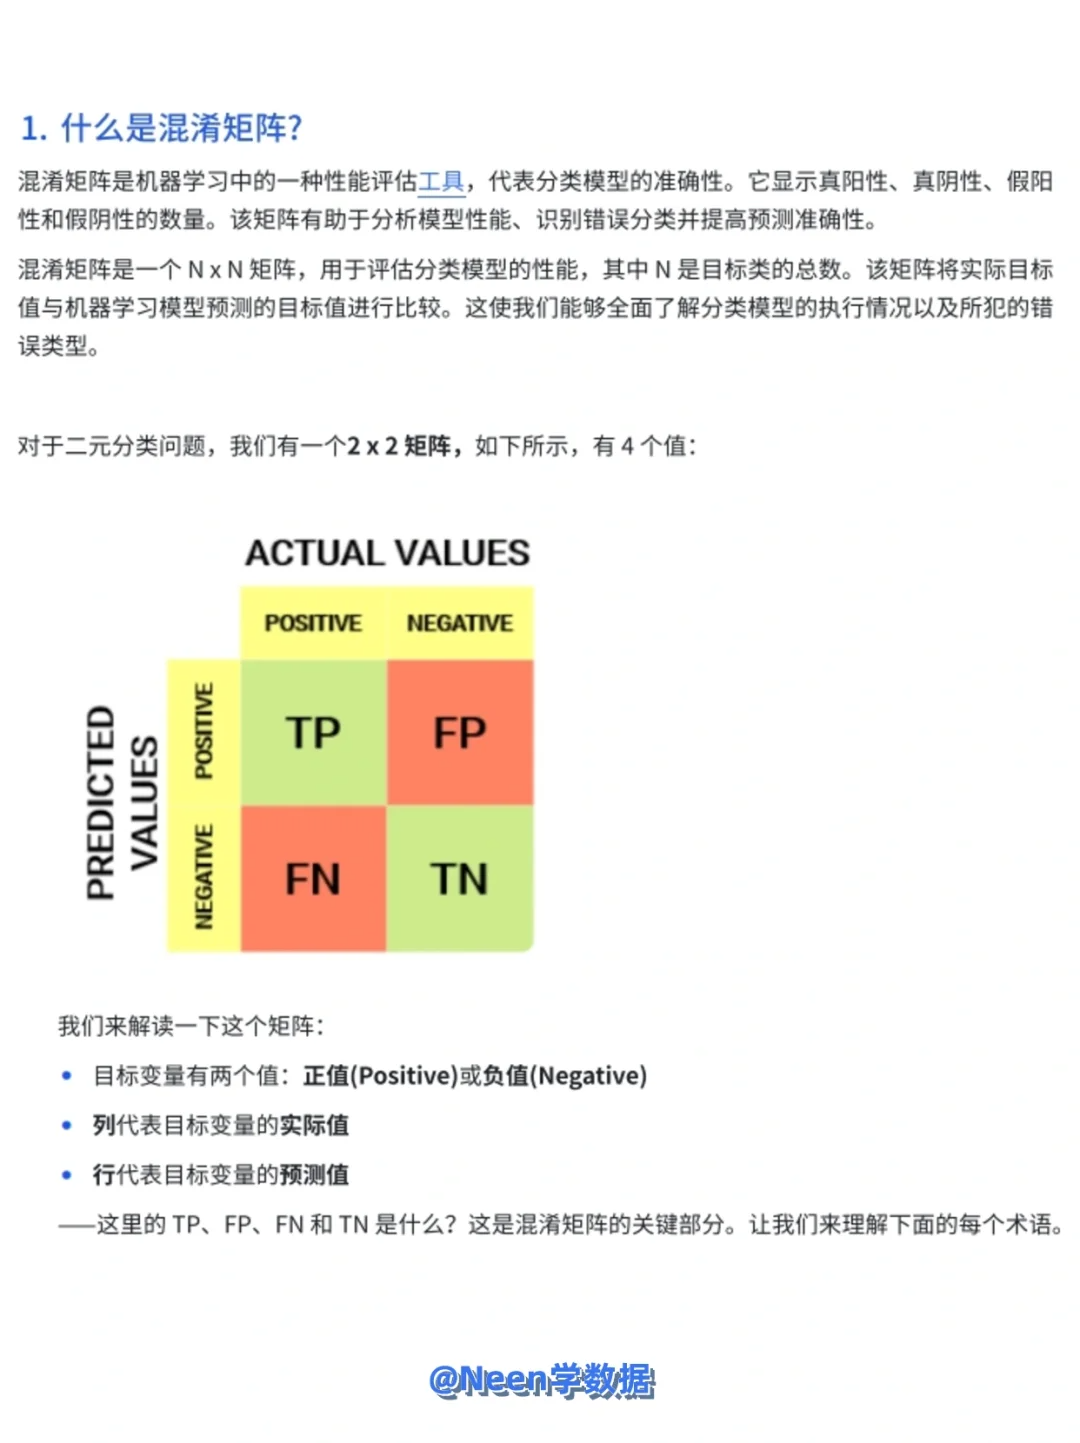 1. 什么是混淆矩阵?
混淆矩阵是机器学习中的一种性能评估工具，代表分类模型的准确性。它显示真阳性、真阴性、假阳
性和假阴性的数量。该矩阵有助于分析模型性能、识别错误分类并提高预测准确性。
混淆矩阵是一个 N x N 矩阵，用于评估分类模型的性能，其中 N 是目标类的总数。该矩阵将实际目标
值与机器学习模型预测的目标值进行比较。这使我们能够全面了解分类模型的执行情况以及所犯的错
误类型。
对于二元分类问题，我们有一个2 x 2 矩阵，如下所示，有 4 个值：
ACTUAL VALUES
POSITIVE NEGATIVE
PREDICTED
VALUES
POSITIVE
TP FP
NEGATIVE
FN TN
我们来解读一下这个矩阵：
• 目标变量有两个值：正值(Positive)或负值(Negative)
• 列代表目标变量的实际值
• 行代表目标变量的预测值
——这里的 TP、FP、FN 和 TN 是什么？这是混淆矩阵的关键部分。让我们来理解下面的每个术语。
@Neen学数据